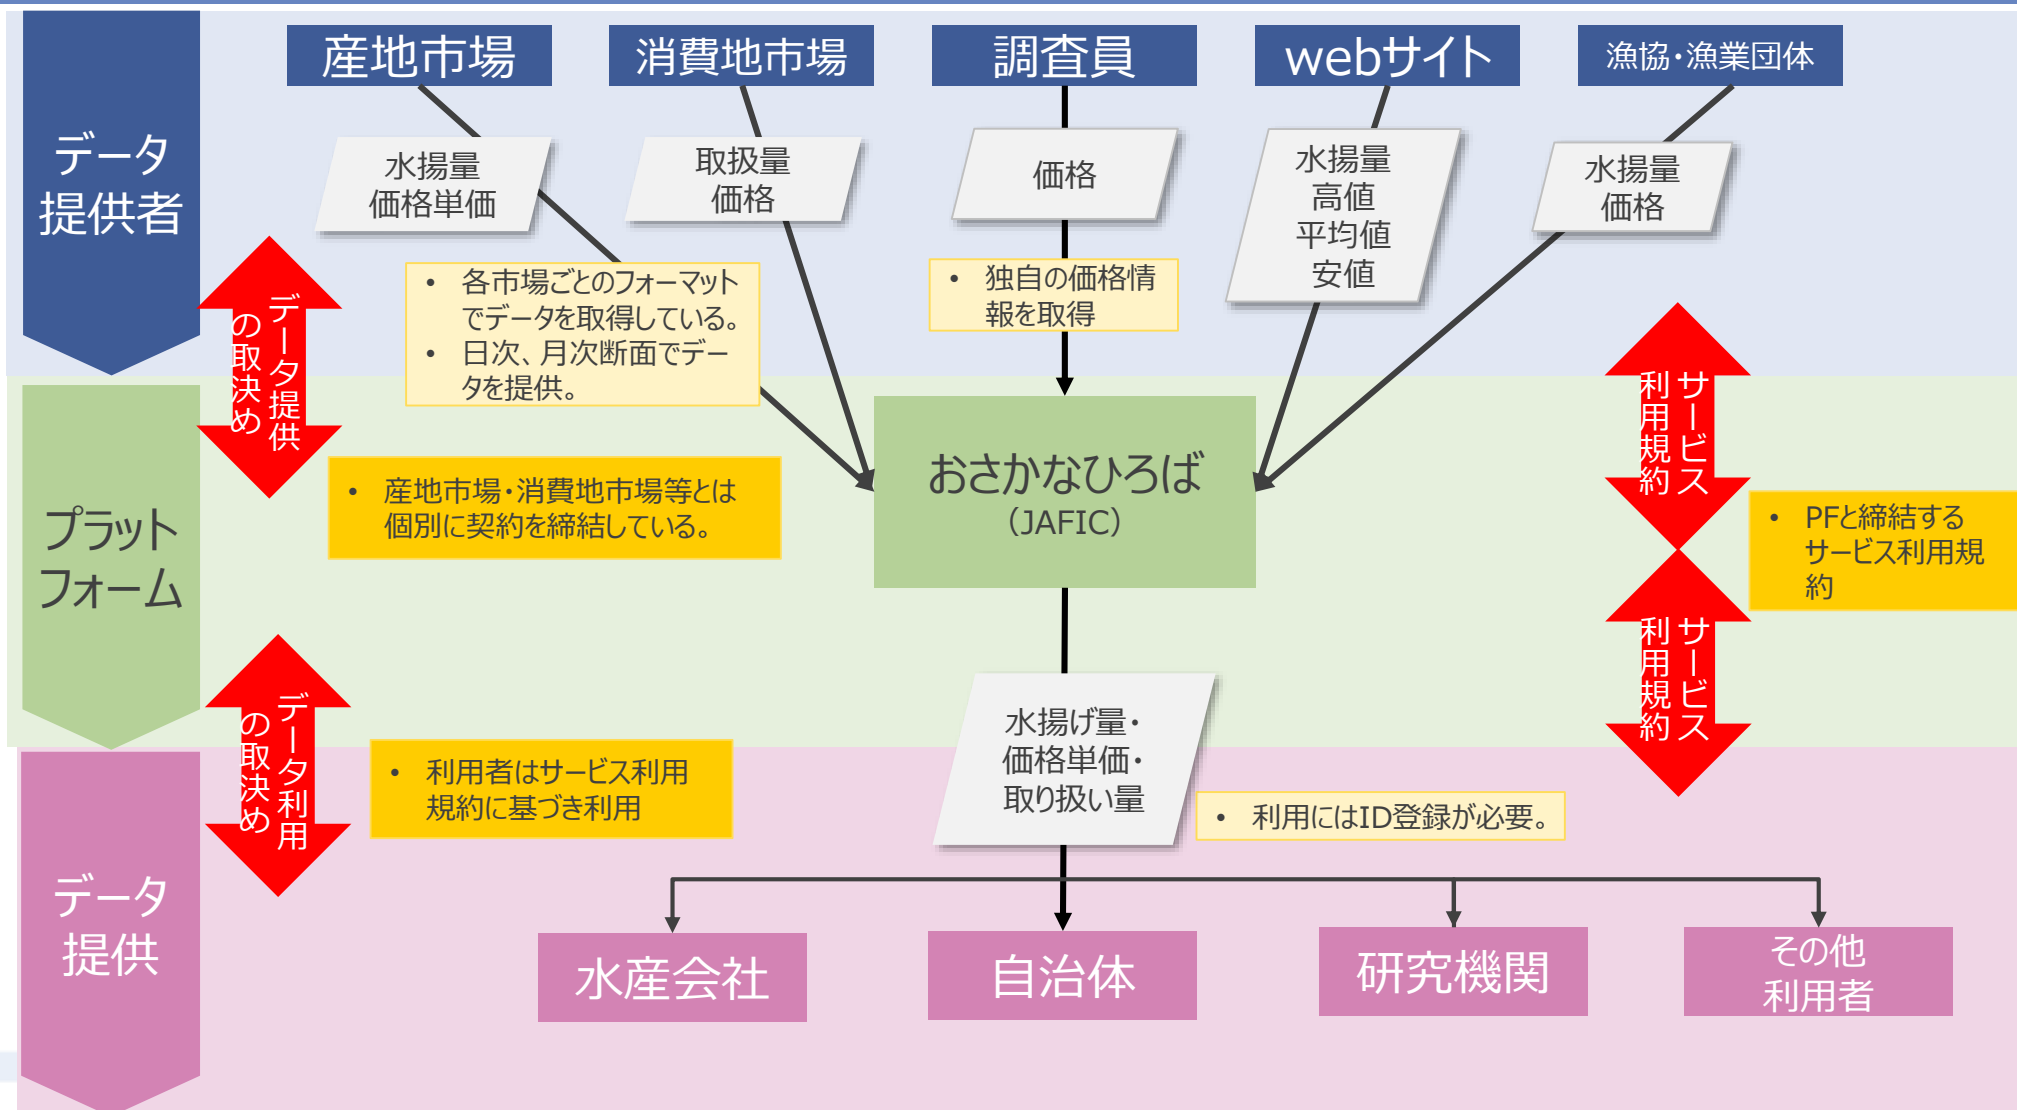 産地市場
消費地市場
調査員
webサイト
漁協・漁業団体
データ
提供者
水揚量
価格単価
取扱量
価格
価格
水揚量
高値
平均値
安値
水揚量
価格
• 各市場ごとのフォーマット
でデータを取得している。
• 日次、月次断面でデー
タを提供。
• 独自の価格情
報を取得
データ提供
の取決め
サービス
利用規約
プラット
フォーム
• 産地市場・消費地市場等とは
個別に契約を締結している。
おさかなひろば
（JAFIC）
• PFと締結する
サービス利用規
約
サービス
利用規約
データ利用
の取決め
• 利用者はサービス利用
規約に基づき利用
水揚げ量・
価格単価・
取り扱い量
• 利用にはID登録が必要。
データ
提供
水産会社
自治体
研究機関
その他
利用者